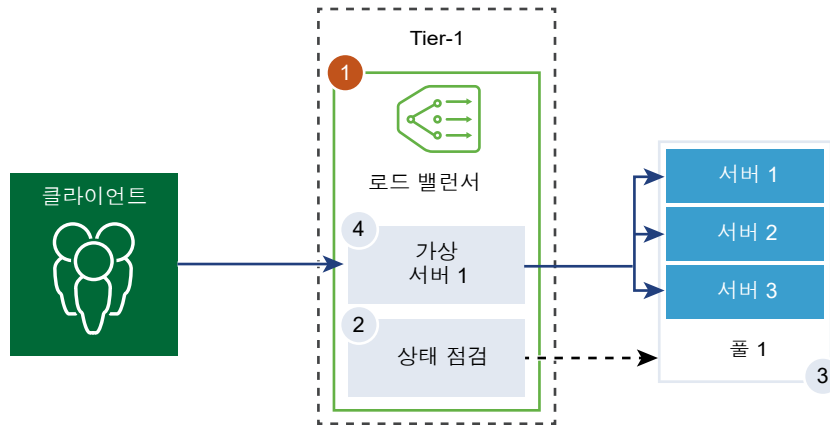 Tier-1
1
로드 밸런서
클라이언트
4
가상
서버 1
2
상태 점검
서버 1
서버 2
서버 3
풀 1
3